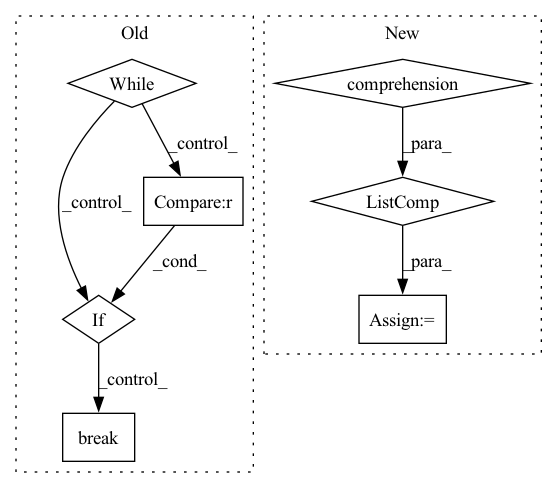 Old
While
_control_
_control_
Compare:r
_cond_
If
_control_
break
New
comprehension
_para_
ListComp
_para_
Assign:=